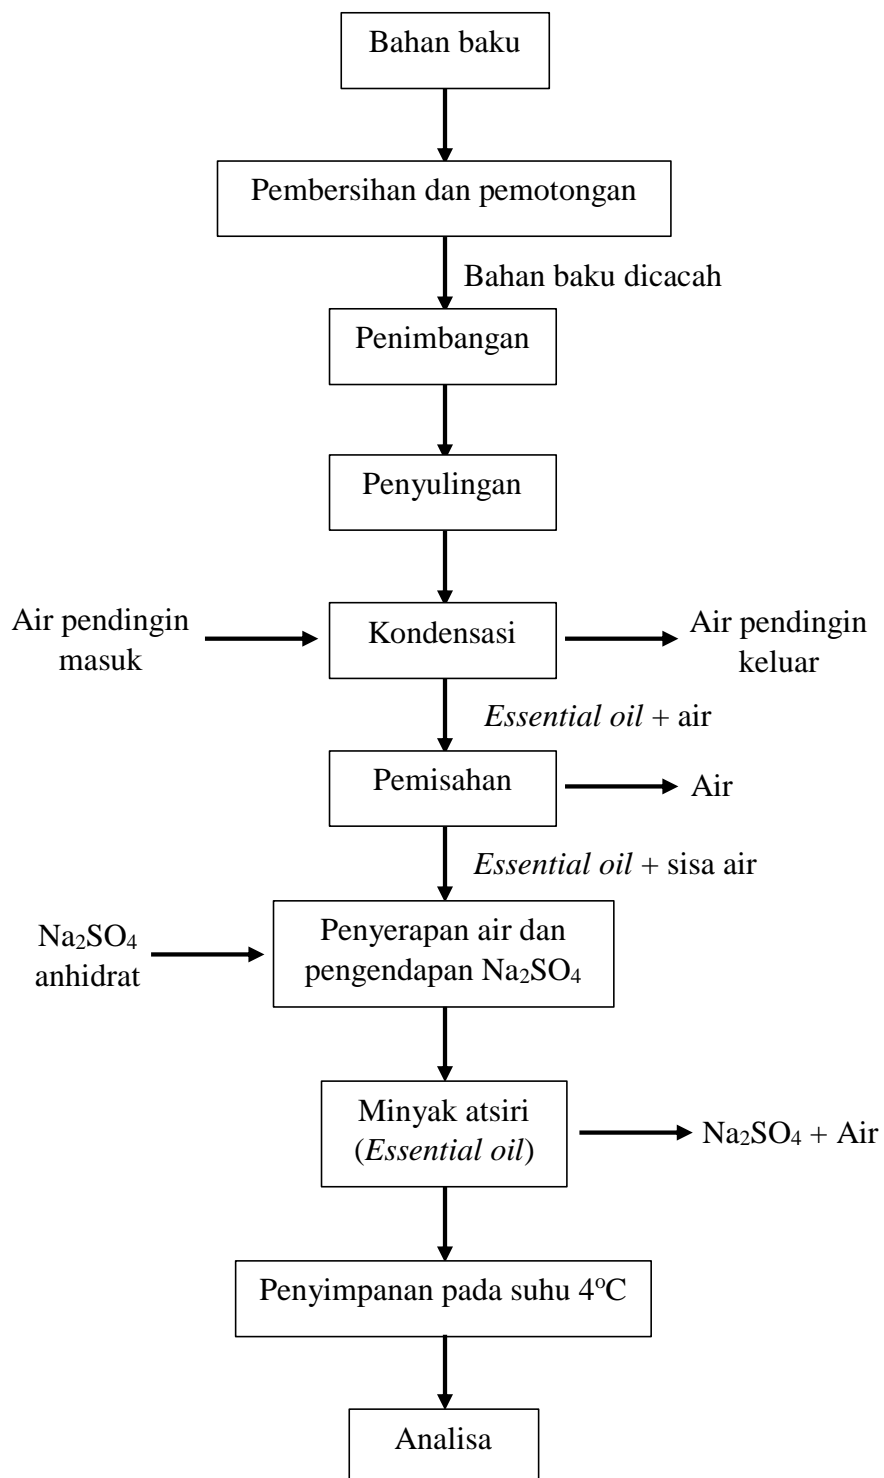 Bahan baku
Pembersihan dan pemotongan
Bahan baku dicacah
Penimbangan
Penyulingan
Air pendingin
masuk
Kondensasi
Air pendingin
keluar
Essential oil + air
Pemisahan
Air
Essential oil + sisa air
Na₂SO₄
anhidrat
Penyerapan air dan
pengendapan Na₂SO₄
Minyak atsiri
(Essential oil)
Na₂SO₄ + Air
Penyimpanan pada suhu 4°C
Analisa